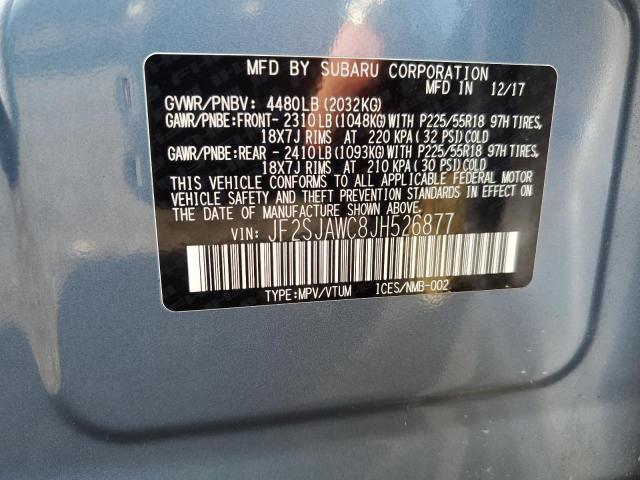 MFD BY SUBARU CORPORATION
MFD IN 12/17
GVWR/PNBV: 4480LB (2032KG)
GAWR/PNBE:FRONT- 2310LB (1048KG)WITH P225/55R18 97H TIRES,
18X7J RIMS AT 220 KPA (32 PSI)COLD
GAWR/PNBE:REAR - 2410LB (1093KG)WITH P225/55R18 97H TIRES,
18X7J RIMS AT 210 KPA (30 PSI)COLD
THIS VEHICLE CONFORMS TO ALL APPLICABLE FEDERAL MOTOR
VEHICLE SAFETY AND THEFT PREVENTION STANDARDS IN EFFECT ON
THE DATE OF MANUFACTURE SHOWN ABOVE.
VIN: JF2SJAWC8JH526877
TYPE:MPV/VTUM ICES/NMB-002